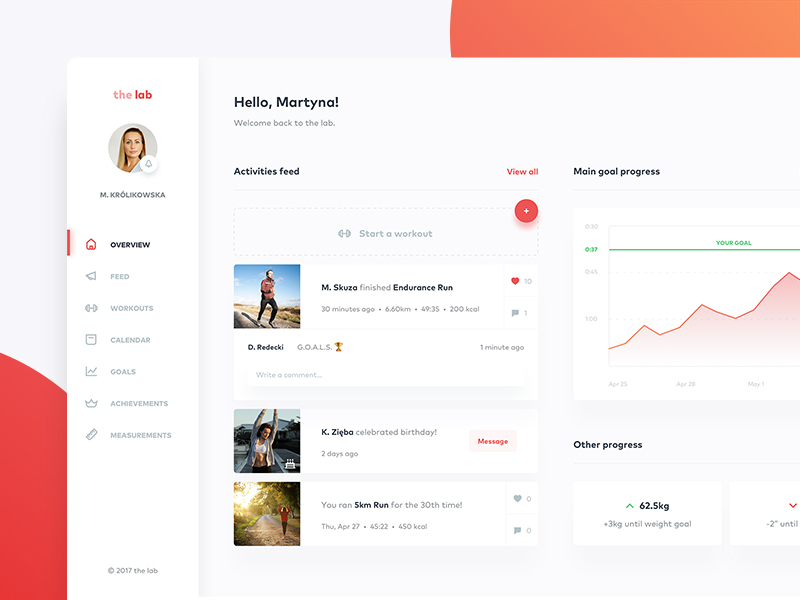 the lab
M. KRÓLIKOWSKA
OVERVIEW
FEED
WORKOUTS
CALENDAR
GOALS
ACHIEVEMENTS
MEASUREMENTS
© 2017 the lab
Hello, Martyna!
Welcome back to the lab.
Activities feed
View all
+
Start a workout
M. Skuza finished Endurance Run
30 minutes ago • 6.60km • 49:35 • 200 kcal
10
1
D. Redecki G.O.A.L.S. 🏆 1 minute ago
Write a comment...
K. Zięba celebrated birthday!
2 days ago
Message
You ran 5km Run for the 30th time!
Thu, Apr 27 • 45:22 • 450 kcal
0
0
Main goal progress
0:30
YOUR GOAL
0:37
0:45
1:00
Apr 25 Apr 28 May 1
Other progress
62.5kg
+3kg until weight goal
-2" until